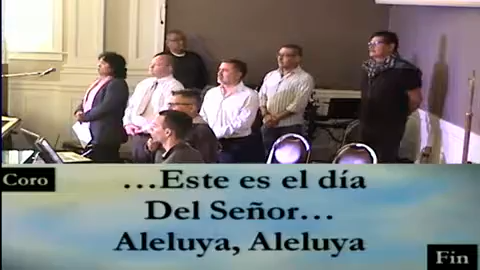 Coro
…Este es el día
Del Señor…
Aleluya, Aleluya
Fin